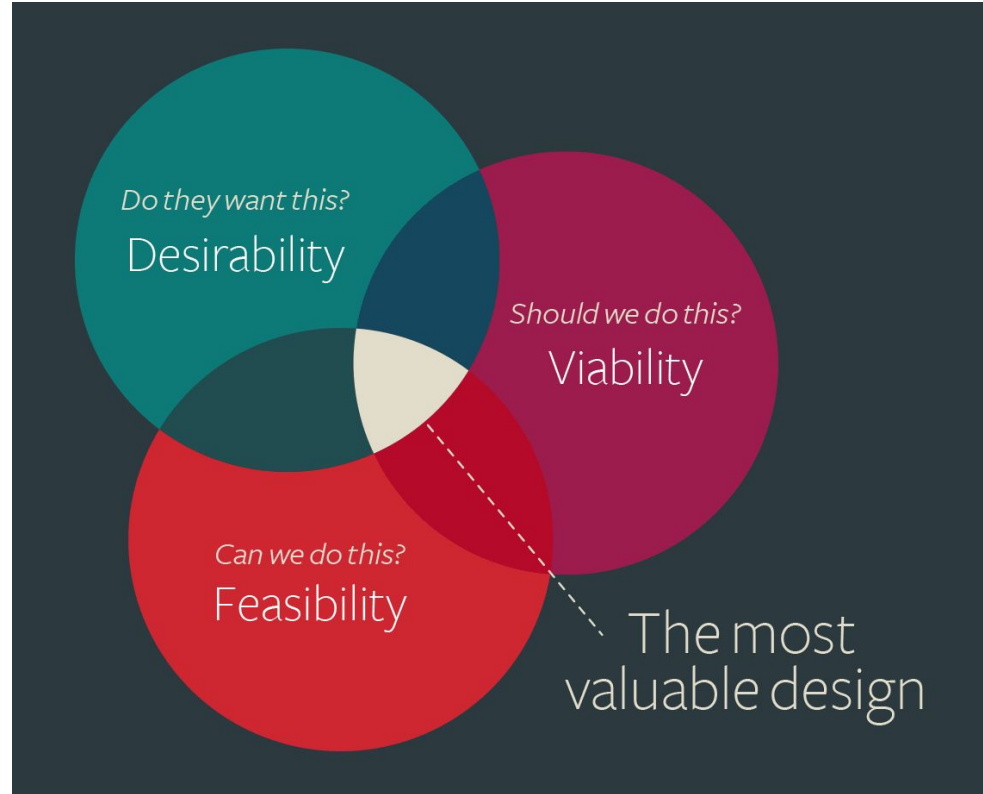 Do they want this?
Desirability
Should we do this?
Viability
Can we do this?
Feasibility
The most
valuable design